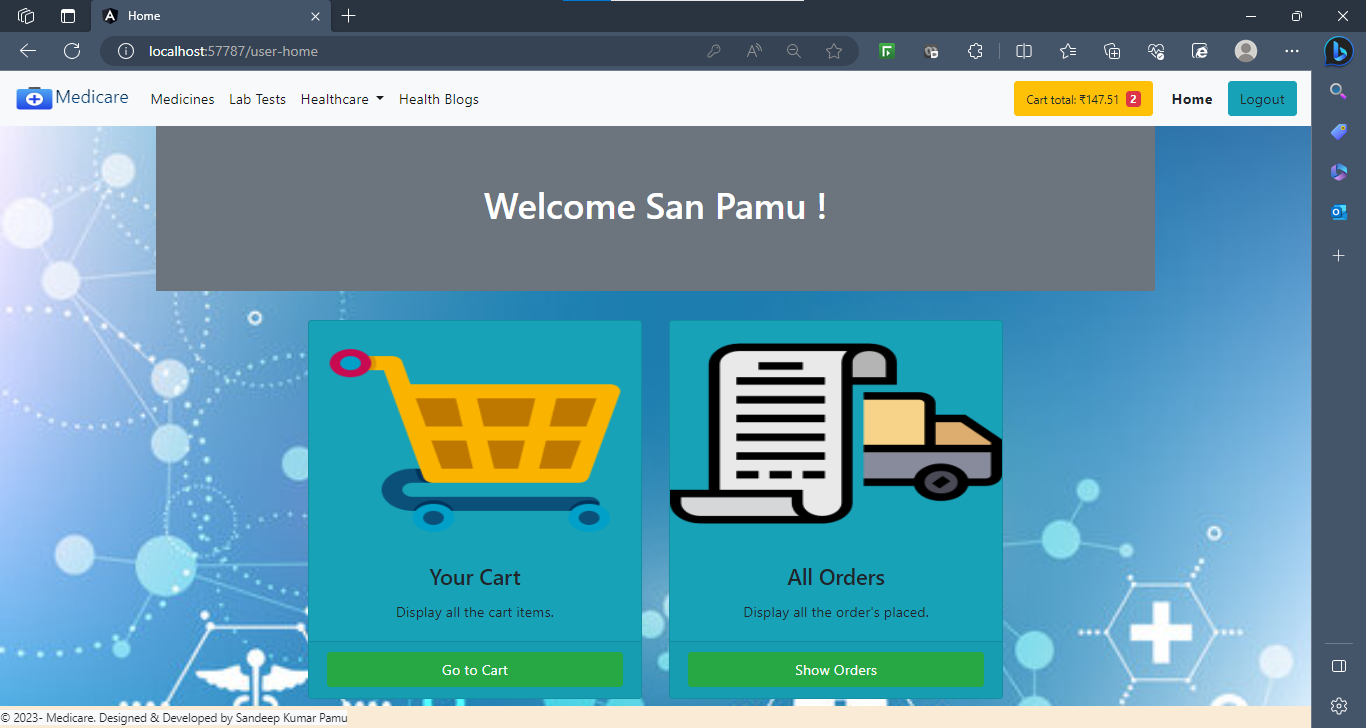 Home
localhost:57787/user-home
Medicare
Medicines
Lab Tests
Healthcare
Health Blogs
Cart total: ₹147.51 2
Home
Logout
Welcome San Pamu !
Your Cart
Display all the cart items.
Go to Cart
All Orders
Display all the order's placed.
Show Orders
© 2023- Medicare. Designed & Developed by Sandeep Kumar Pamu